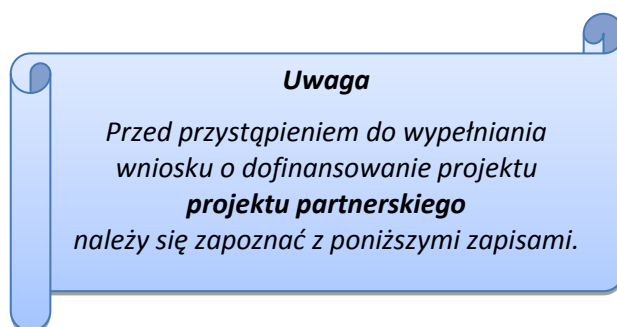 Uwaga
Przed przystąpieniem do wypełniania
wniosku o dofinansowanie projektu
projektu partnerskiego
należy się zapoznać z poniższymi zapisami.